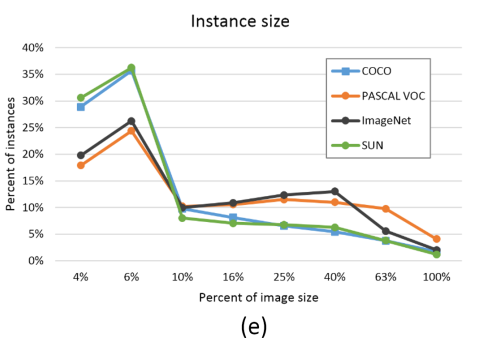 Instance size
40%
35%
30%
25%
20%
15%
10%
5%
0%
Percent of instances
COCO
PASCAL VOC
ImageNet
SUN
4% 6% 10% 16% 25% 40% 63% 100%
Percent of image size
(e)